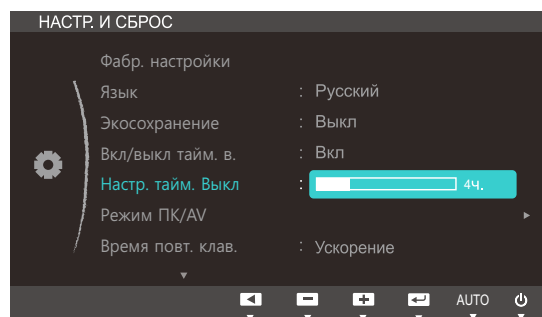 НАСТР. И СБРОС
Фабр. настройки
Язык : Русский
Экосохранение : Выкл
Вкл/выкл тайм. в. : Вкл
Настр. тайм. Выкл : 4Ч.
Режим ПК/AV
Время повт. клав. : Ускорение
AUTO